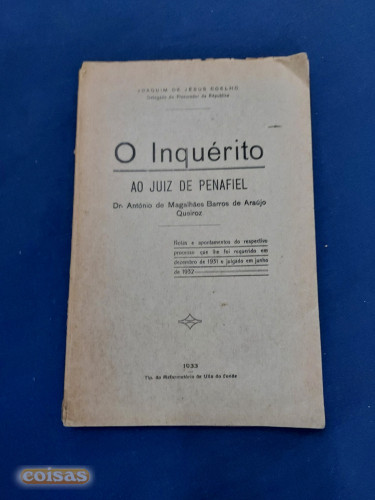 JOAQUIM DE JESUS COELHO
Delegado do Procurador da República
O Inquérito
AO JUIZ DE PENAFIEL
Dr. António de Magalhães Barros de Araújo
Queiroz
Notas e apontamentos do respectivo
processo que lhe foi requerido em
dezembro de 1931 e julgado em junho
de 1932
1933
Tip. do Reformatório de Vila do Conde
coisas